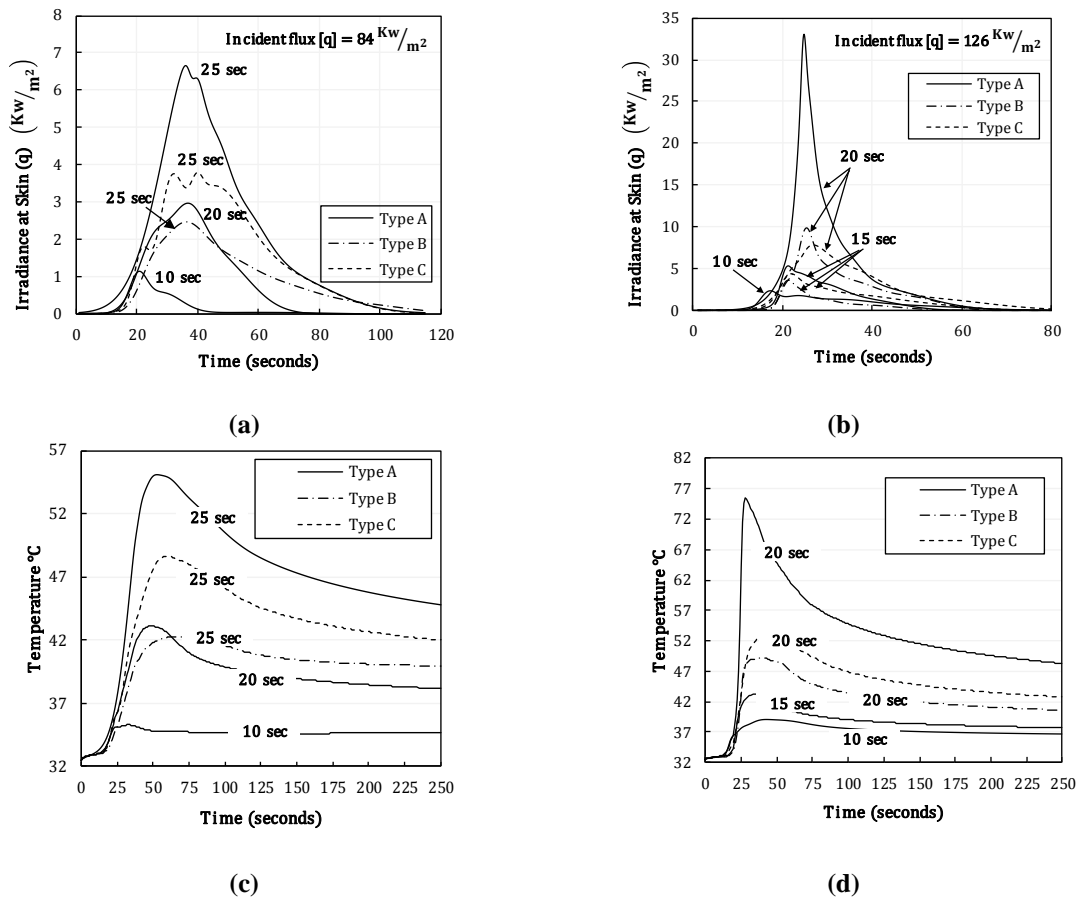 Incident flux [q] = 84 Kw/m²
Irradiance at Skin (q) (Kw/m²)
8
7
6
5
4
3
2
1
0
25 sec
25 sec
25 sec
20 sec
10 sec
Type A
Type B
Type C
0 20 40 60 80 100 120
Time (seconds)
(a)
Incident flux [q] = 126 Kw/m²
Irradiance at Skin (q) (Kw/m²)
35
30
25
20
15
10
5
0
Type A
Type B
Type C
20 sec
15 sec
10 sec
0 20 40 60 80
Time (seconds)
(b)
Temperature °C
57
52
47
42
37
32
Type A
Type B
Type C
25 sec
25 sec
25 sec
20 sec
10 sec
0 25 50 75 100 125 150 175 200 225 250
Time (seconds)
(c)
Temperature °C
82
77
72
67
62
57
52
47
42
37
32
Type A
Type B
Type C
20 sec
20 sec
20 sec
15 sec
10 sec
0 25 50 75 100 125 150 175 200 225 250
Time (seconds)
(d)